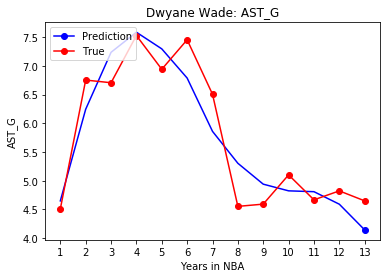 Dwyane Wade: AST_G
Prediction
True
AST_G
7.5
7.0
6.5
6.0
5.5
5.0
4.5
4.0
1 2 3 4 5 6 7 8 9 10 11 12 13
Years in NBA